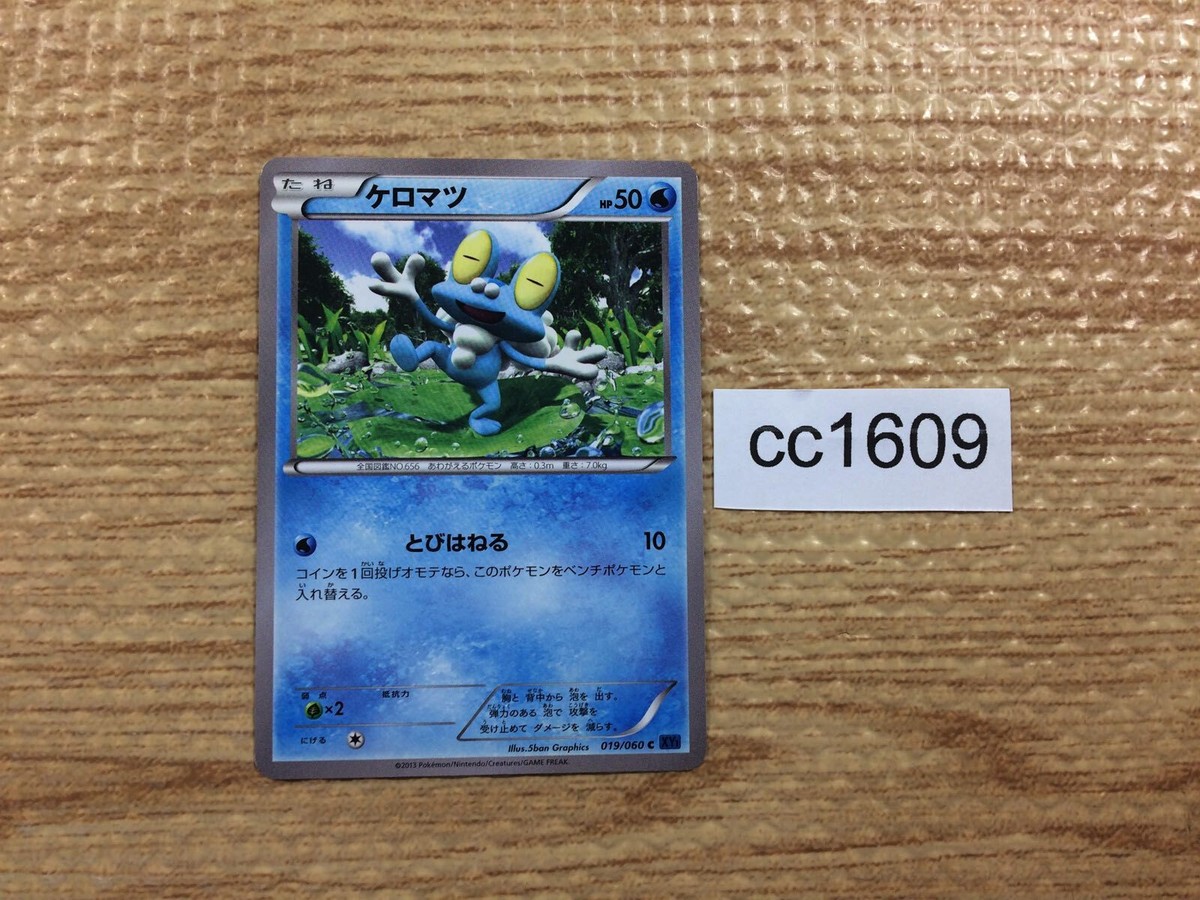 たね ケロマツ HP50
全国図鑑NO.656 あわがえるポケモン 高さ:0.3m 重さ:7.0kg
とびはねる 10
コインを1回投げオモテなら、このポケモンをベンチポケモンと
入れ替える。
弱点 抵抗力
×2
にげる
胸と背中から泡を出す。
弾力のある泡で攻撃を
受け止めてダメージを減らす。
Illus.5ban Graphics 019/060 C
©2013 Pokémon/Nintendo/Creatures/GAME FREAK.
cc1609